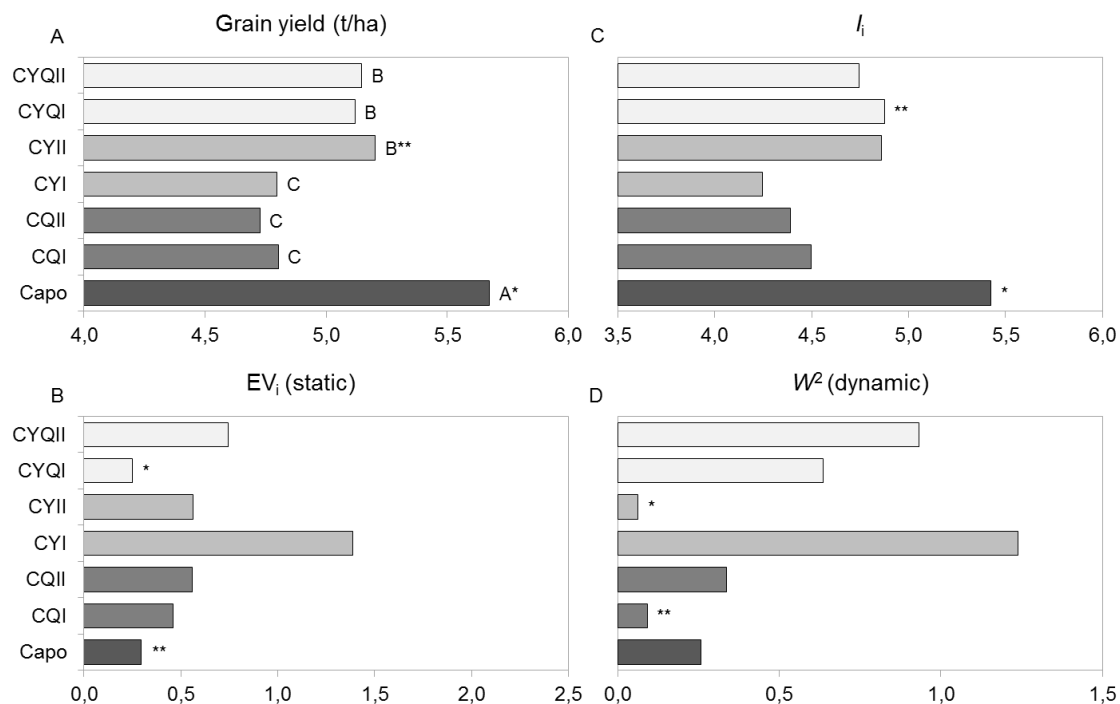 A
Grain yield (t/ha)
CYQII
B
CYQI
B
CYII
B**
CYI
C
CQII
C
CQI
C
Capo
A*
4,0 4,5 5,0 5,5 6,0
C
Ii
**
*
3,5 4,0 4,5 5,0 5,5 6,0
B
EVi (static)
CYQII
CYQI
*
CYII
CYI
CQII
CQI
Capo
**
0,0 0,5 1,0 1,5 2,0 2,5
D
W² (dynamic)
*
**
0,0 0,5 1,0 1,5